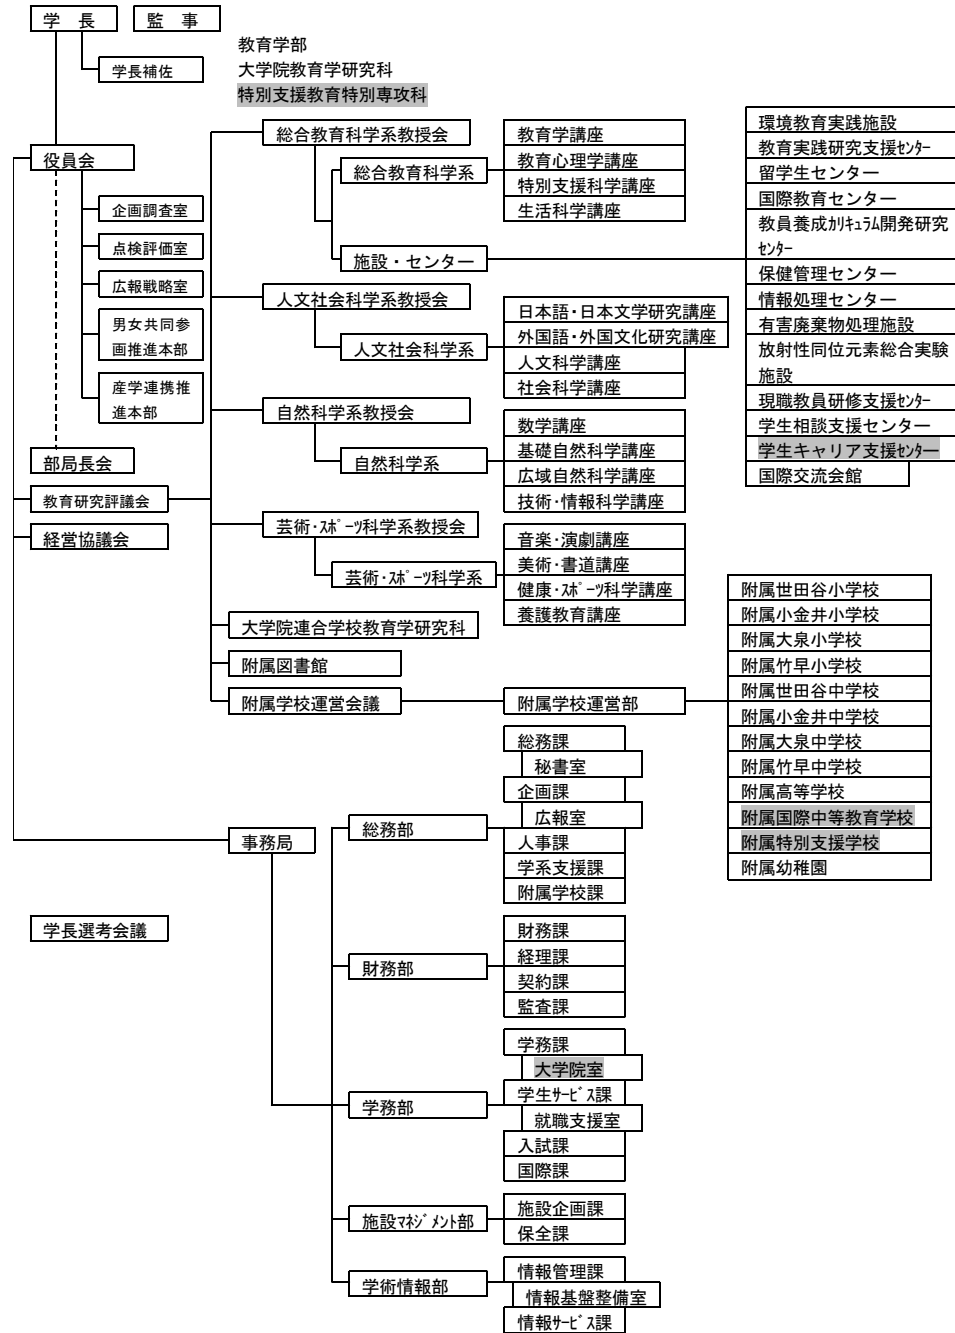 学　長
監　事
学長補佐
教育学部
大学院教育学研究科
特別支援教育特別専攻科
役員会
企画調査室
点検評価室
広報戦略室
男女共同参
画推進本部
産学連携推
進本部
部局長会
教育研究評議会
経営協議会
総合教育科学系教授会
総合教育科学系
教育学講座
教育心理学講座
特別支援科学講座
生活科学講座
施設・センター
環境教育実践施設
教育実践研究支援ｾﾝﾀｰ
留学生センター
国際教育センター
教員養成ｶﾘｷｭﾗﾑ開発研究
ｾﾝﾀｰ
保健管理センター
情報処理センター
有害廃棄物処理施設
放射性同位元素総合実験
施設
現職教員研修支援ｾﾝﾀｰ
学生相談支援センター
学生キャリア支援ｾﾝﾀｰ
国際交流会館
人文社会科学系教授会
人文社会科学系
日本語･日本文学研究講座
外国語･外国文化研究講座
人文科学講座
社会科学講座
自然科学系教授会
自然科学系
数学講座
基礎自然科学講座
広域自然科学講座
技術･情報科学講座
芸術･ｽﾎﾟｰﾂ科学系教授会
芸術･ｽﾎﾟｰﾂ科学系
音楽･演劇講座
美術･書道講座
健康･ｽﾎﾟｰﾂ科学講座
養護教育講座
大学院連合学校教育学研究科
附属図書館
附属学校運営会議
附属学校運営部
附属世田谷小学校
附属小金井小学校
附属大泉小学校
附属竹早小学校
附属世田谷中学校
附属小金井中学校
附属大泉中学校
附属竹早中学校
附属高等学校
附属国際中等教育学校
附属特別支援学校
附属幼稚園
事務局
総務部
総務課
秘書室
企画課
広報室
人事課
学系支援課
附属学校課
学長選考会議
財務部
財務課
経理課
契約課
監査課
学務部
学務課
大学院室
学生ｻｰﾋﾞｽ課
就職支援室
入試課
国際課
施設ﾏﾈｼﾞﾒﾝﾄ部
施設企画課
保全課
学術情報部
情報管理課
情報基盤整備室
情報ｻｰﾋﾞｽ課